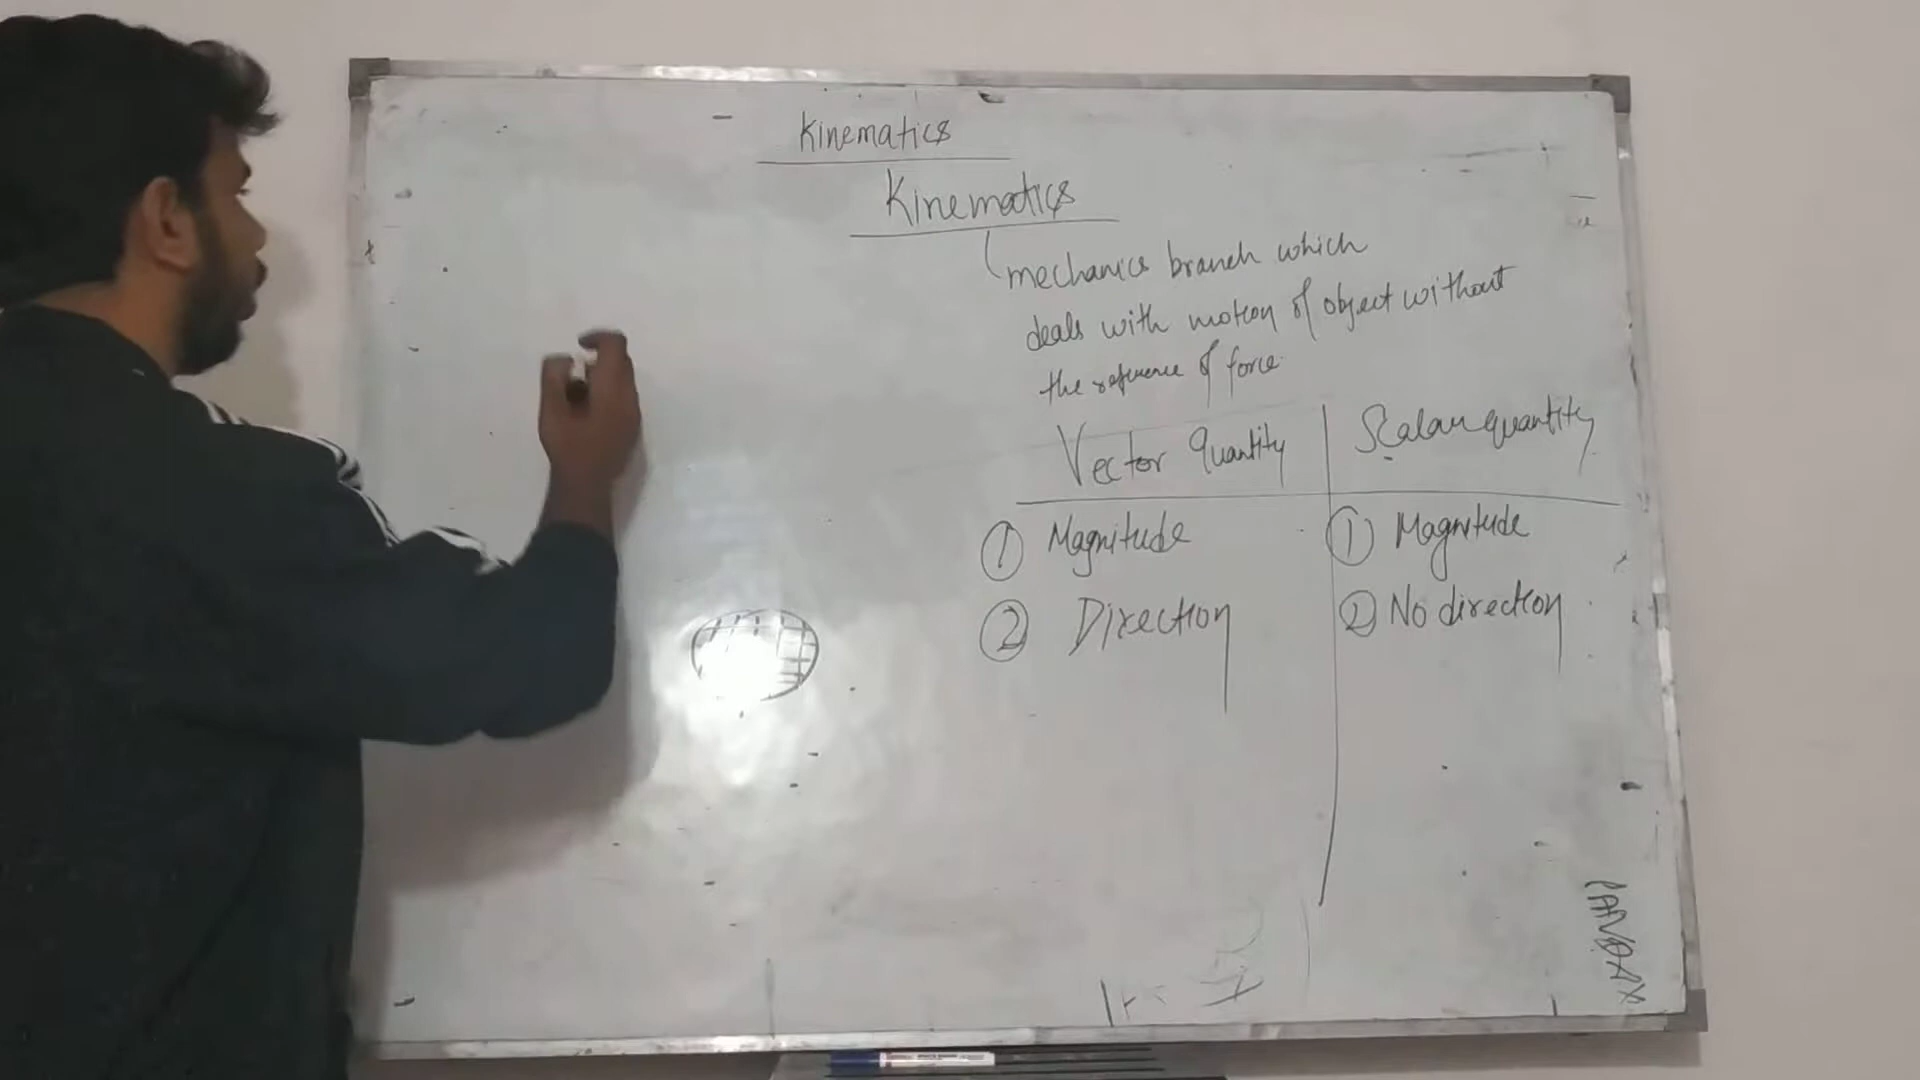 Kinematics
Kinematics
mechanics branch which
deals with motion of object without
the reference of force.
Vector Quantity
Scalar quantity
① Magnitude
① Magnitude
② Direction
② No direction